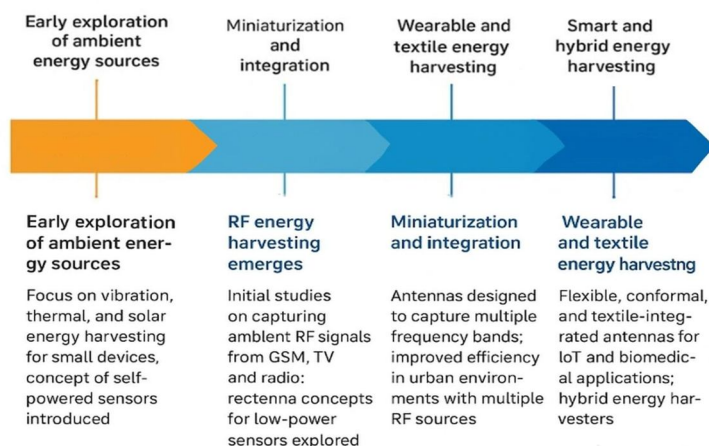 Early exploration
of ambient
energy sources
Miniaturization
and
integration
Wearable and
textile energy
harvesting
Smart and
hybrid energy
harvesting
Early exploration
of ambient ener-
gy sources
Focus on vibration,
thermal, and solar
energy harvesting
for small devices,
concept of self-
powered sensors
introduced
RF energy
harvesting
emerges
Initial studies
on capturing
amblent RF signals
from GSM, TV
and radio:
rectenna concepts
for low-power
sensors explored
Miniaturization
and integration
Antennas designed
to capture multiple
frequency bands;
improved efficiency
in urban environ-
ments with multiple
RF sources
Wearable
and textile
energy harvestng
Flexible, conformal,
and textile-integ-
rated antennas for
IoT and biomedic-
al applications;
hybrid energy har-
vesters